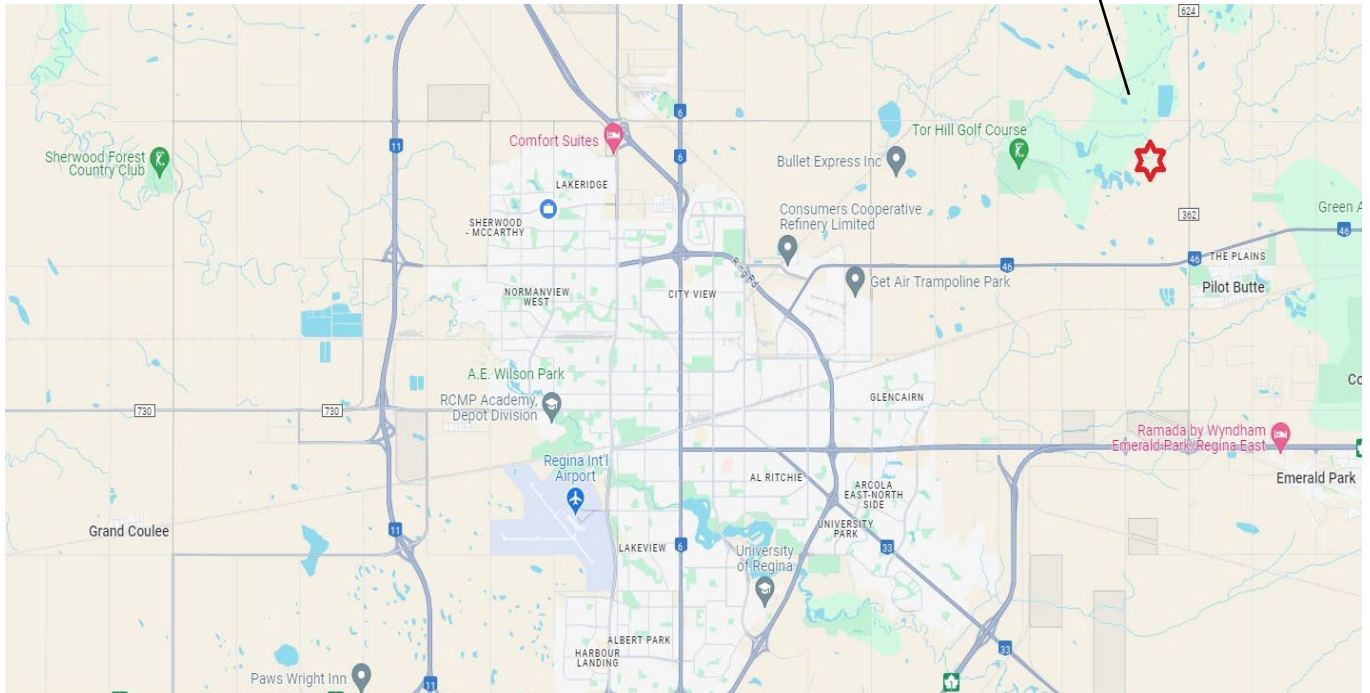 624
11
6
Comfort Suites
Tor Hill Golf Course
Sherwood Forest
Country Club
6
Bullet Express Inc
LAKERIDGE
Consumers Cooperative
Refinery Limited
362
Green A
SHERWOOD
- MCCARTHY
46
Ring Rd
46
46
THE PLAINS
Get Air Trampoline Park
Pilot Butte
NORMANVIEW
WEST
CITY VIEW
A.E. Wilson Park
Co
RCMP Academy,
Depot Division
GLENCAIRN
730
730
Ramada by Wyndham
Emerald Park/Regina East
Regina Int'l
Airport
AL RITCHIE
ARCOLA
EAST-NORTH
SIDE
Emerald Park
Grand Coulee
11
UNIVERSITY
PARK
LAKEVIEW
6
University
of Regina
33
ALBERT PARK
HARBOUR
LANDING
33
Paws Wright Inn
11
1